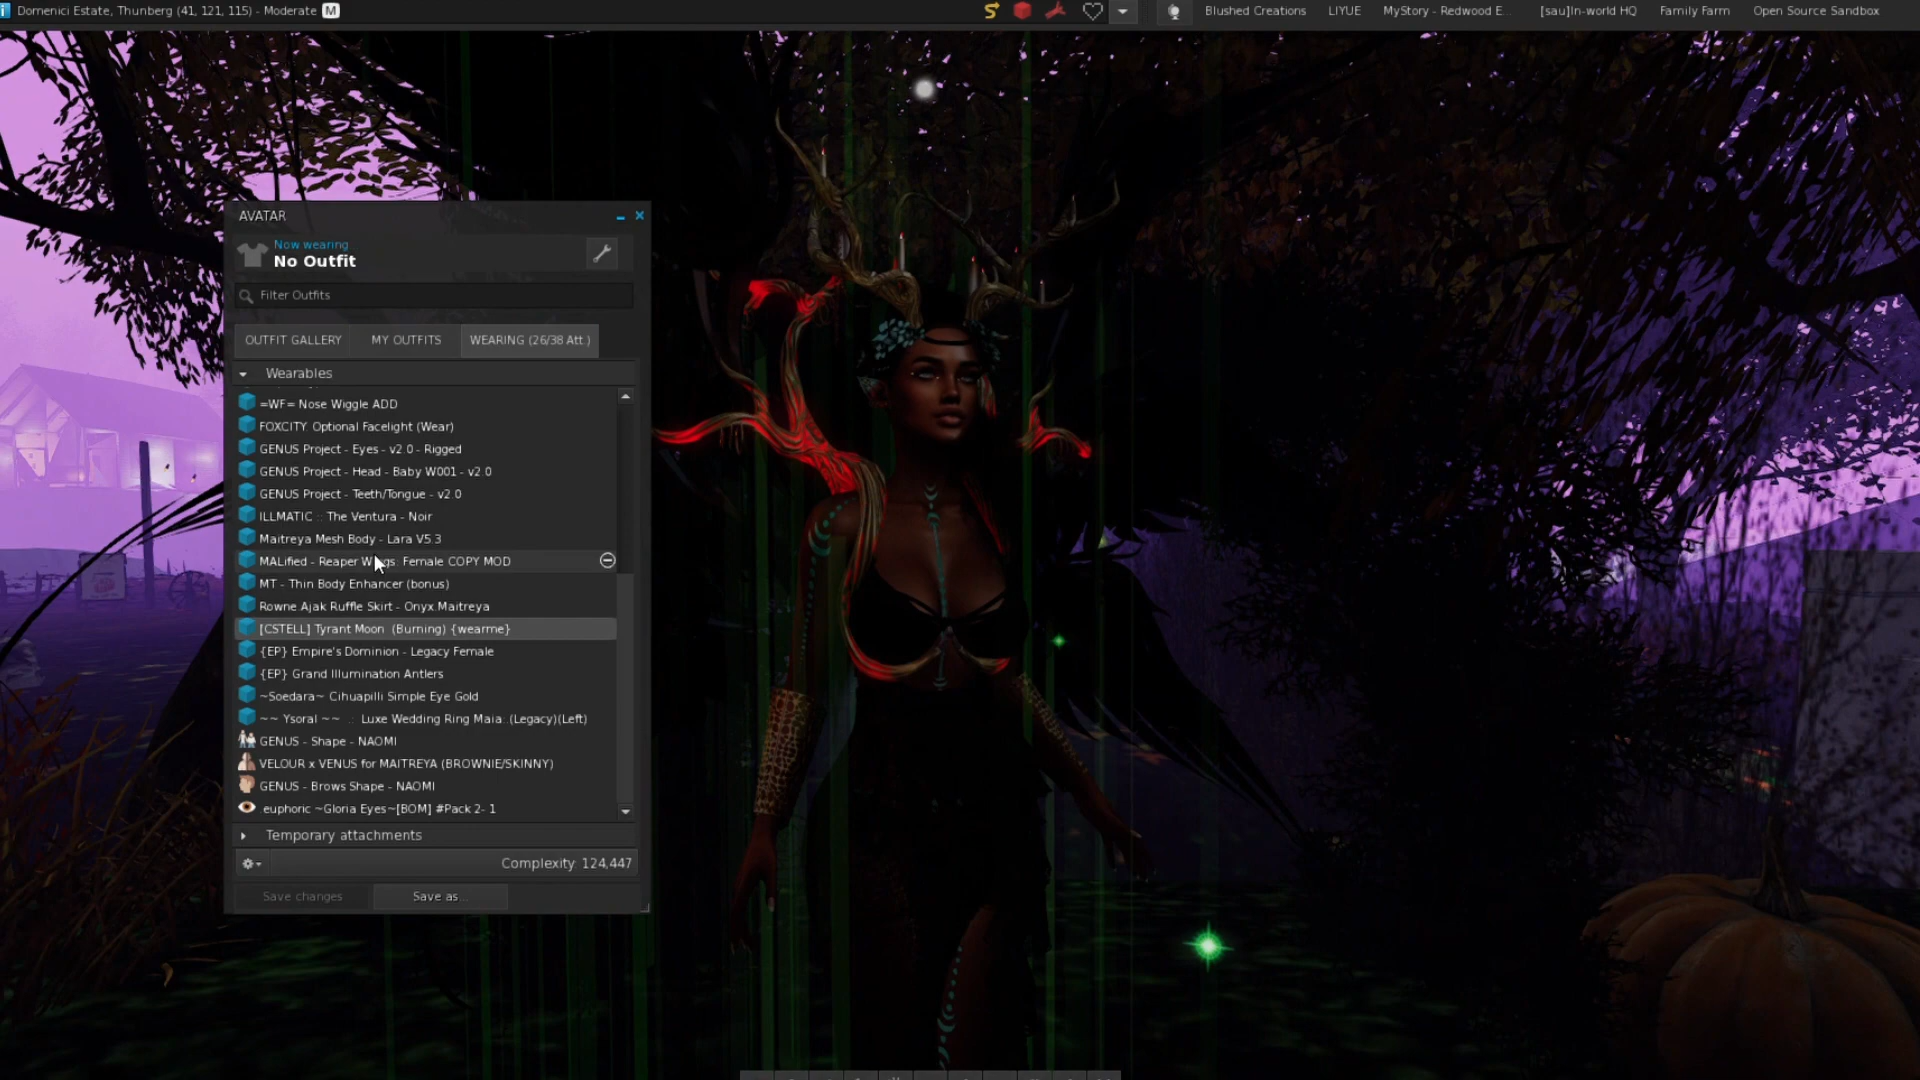 Domenici Estate, Thunberg (41, 121, 115) - Moderate M
Blushed Creations LIYUE MyStory - Redwood E... [sau]In-world HQ Family Farm Open Source Sandbox
AVATAR
Now wearing
No Outfit
Filter Outfits
OUTFIT GALLERY MY OUTFITS WEARING (26/38 Att.)
Wearables
=WF= Nose Wiggle ADD
FOXCITY. Optional Facelight (Wear)
GENUS Project - Eyes - v2.0 - Rigged
GENUS Project - Head - Baby W001 - v2.0
GENUS Project - Teeth/Tongue - v2.0
ILLMATIC :: The Ventura - Noir
Maitreya Mesh Body - Lara V5.3
MALified - Reaper Female COPY MOD
MT - Thin Body Enhancer (bonus)
Rowne Ajak Ruffle Skirt - Onyx.Maitreya
[CSTELL] Tyrant Moon (Burning) {wearme}
{EP} Empire's Dominion - Legacy Female
{EP} Grand Illumination Antlers
~Soedara~ Cihuapilli Simple Eye Gold
~~ Ysoral ~~ .: Luxe Wedding Ring Maia:.(Legacy)(Left)
GENUS - Shape - NAOMI
VELOUR x VENUS for MAITREYA (BROWNIE/SKINNY)
GENUS - Brows Shape - NAOMI
euphoric ~Gloria Eyes~[BOM] #Pack 2- 1
Temporary attachments
Complexity: 124,447
Save changes Save as...